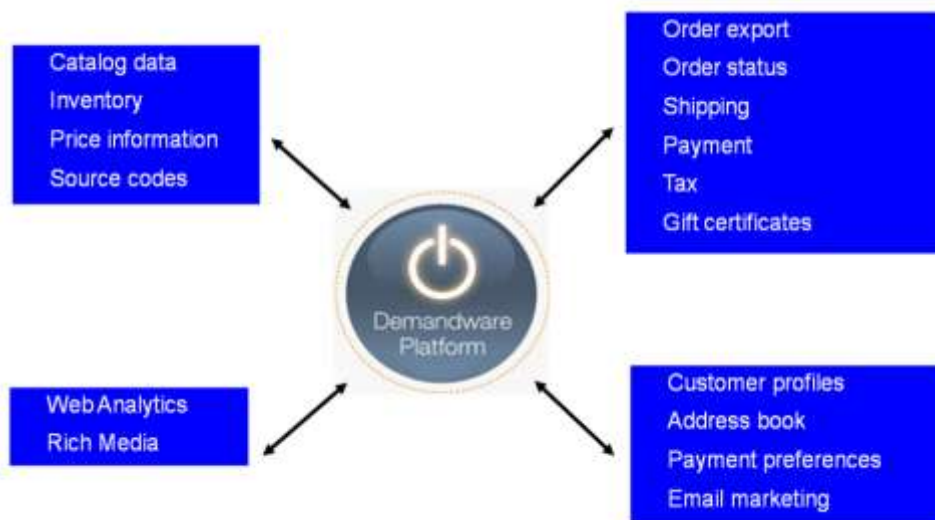 Catalog data
Inventory
Price information
Source codes
Order export
Order status
Shipping
Payment
Tax
Gift certificates
Demandware
Platform
Web Analytics
Rich Media
Customer profiles
Address book
Payment preferences
Email marketing